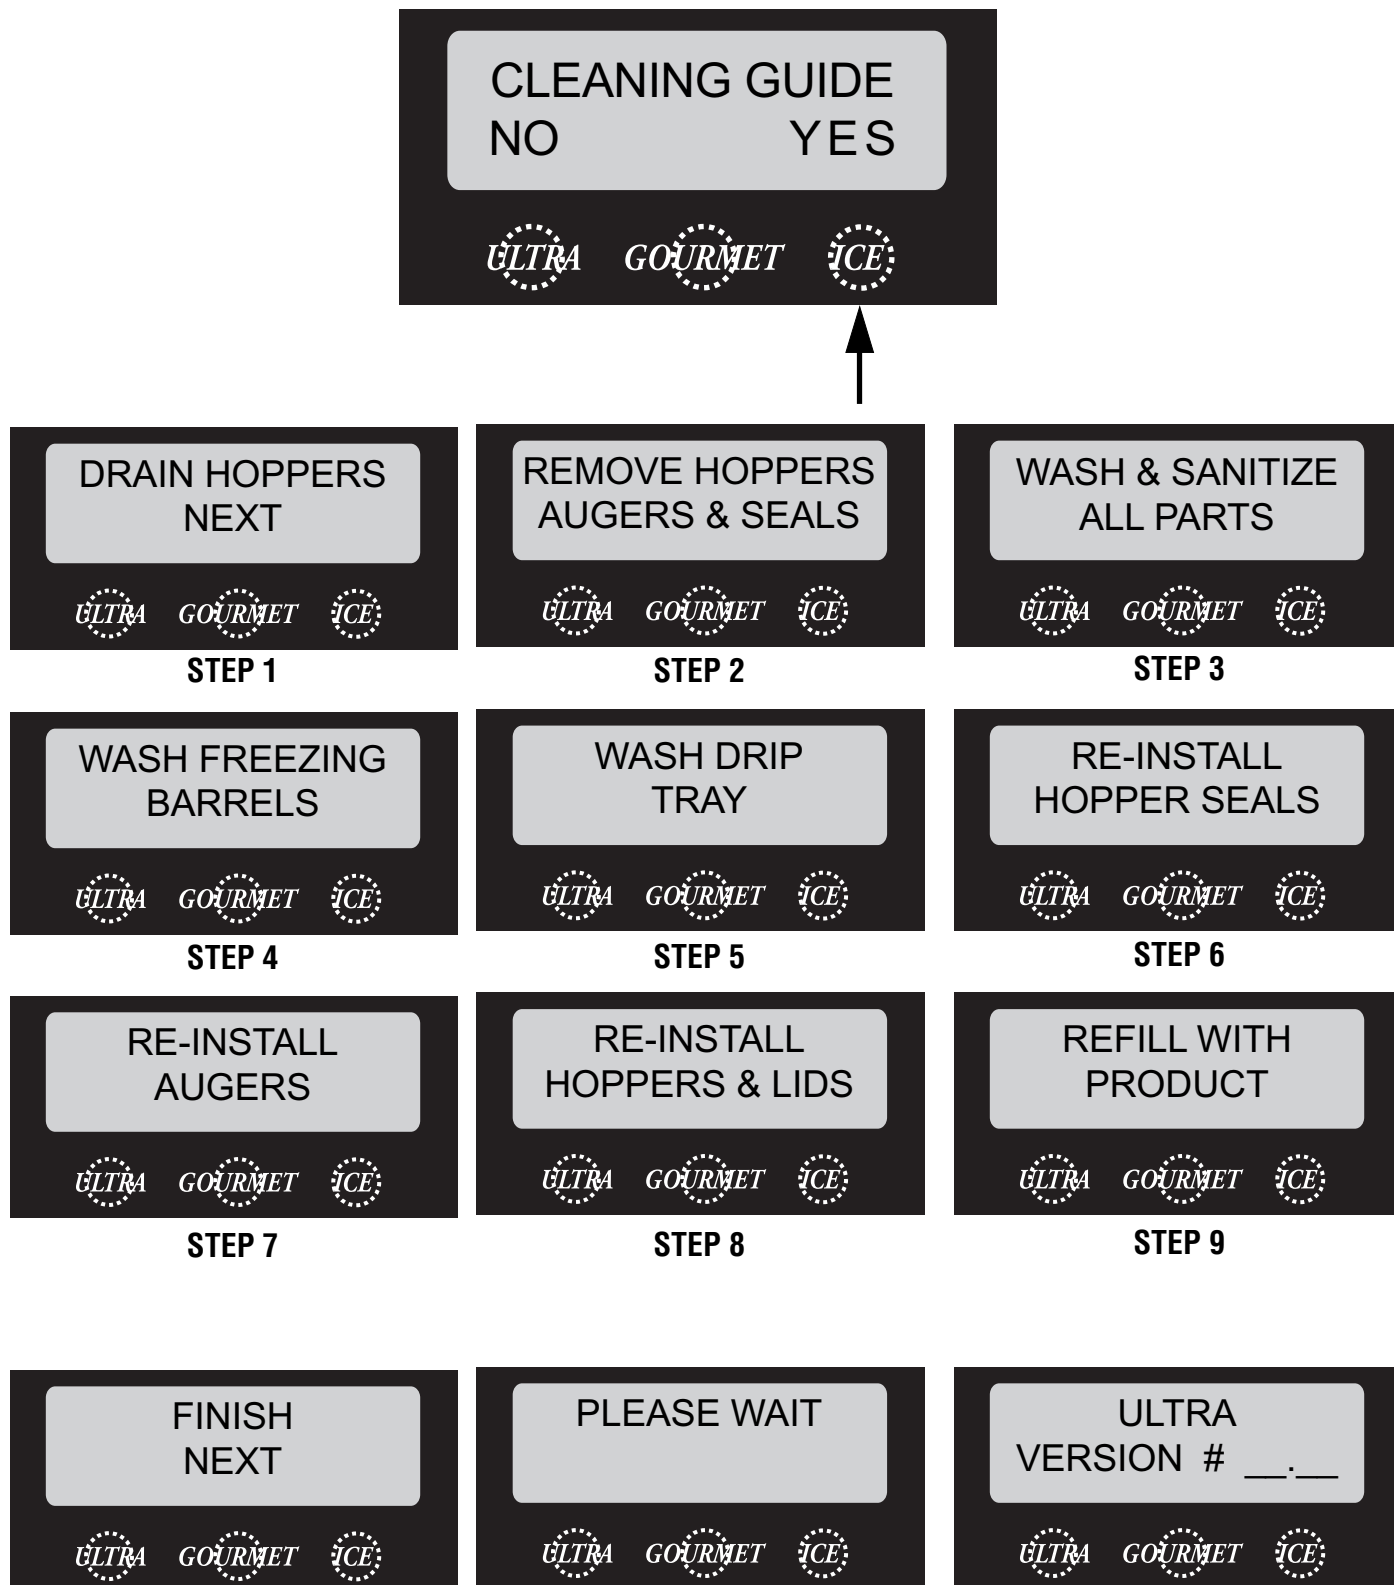 CLEANING GUIDE
NO YES
ULTRA GOURMET ICE
DRAIN HOPPERS
NEXT
ULTRA GOURMET ICE
STEP 1
REMOVE HOPPERS
AUGERS & SEALS
ULTRA GOURMET ICE
STEP 2
WASH & SANITIZE
ALL PARTS
ULTRA GOURMET ICE
STEP 3
WASH FREEZING
BARRELS
ULTRA GOURMET ICE
STEP 4
WASH DRIP
TRAY
ULTRA GOURMET ICE
STEP 5
RE-INSTALL
HOPPER SEALS
ULTRA GOURMET ICE
STEP 6
RE-INSTALL
AUGERS
ULTRA GOURMET ICE
STEP 7
RE-INSTALL
HOPPERS & LIDS
ULTRA GOURMET ICE
STEP 8
REFILL WITH
PRODUCT
ULTRA GOURMET ICE
STEP 9
FINISH
NEXT
ULTRA GOURMET ICE
PLEASE WAIT
ULTRA GOURMET ICE
ULTRA
VERSION # __.__
ULTRA GOURMET ICE